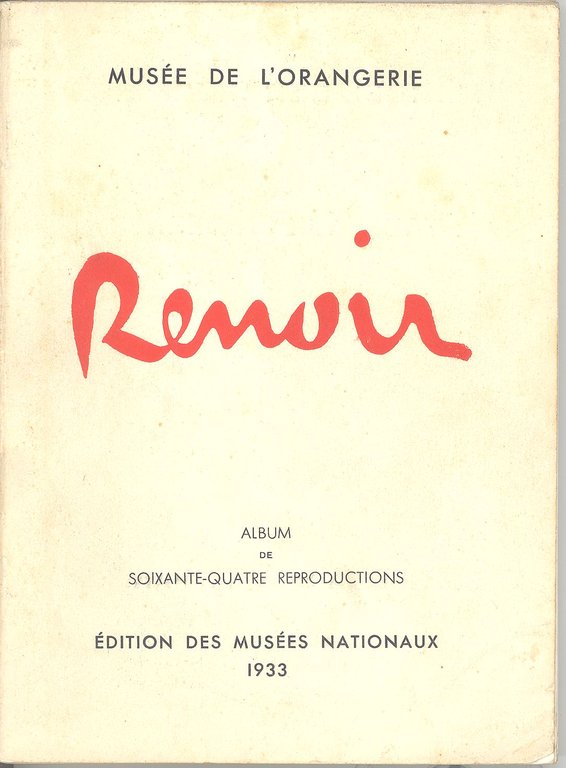 MUSÉE DE L'ORANGERIE
Renoir
ALBUM
DE
SOIXANTE-QUATRE REPRODUCTIONS
ÉDITION DES MUSÉES NATIONAUX
1933